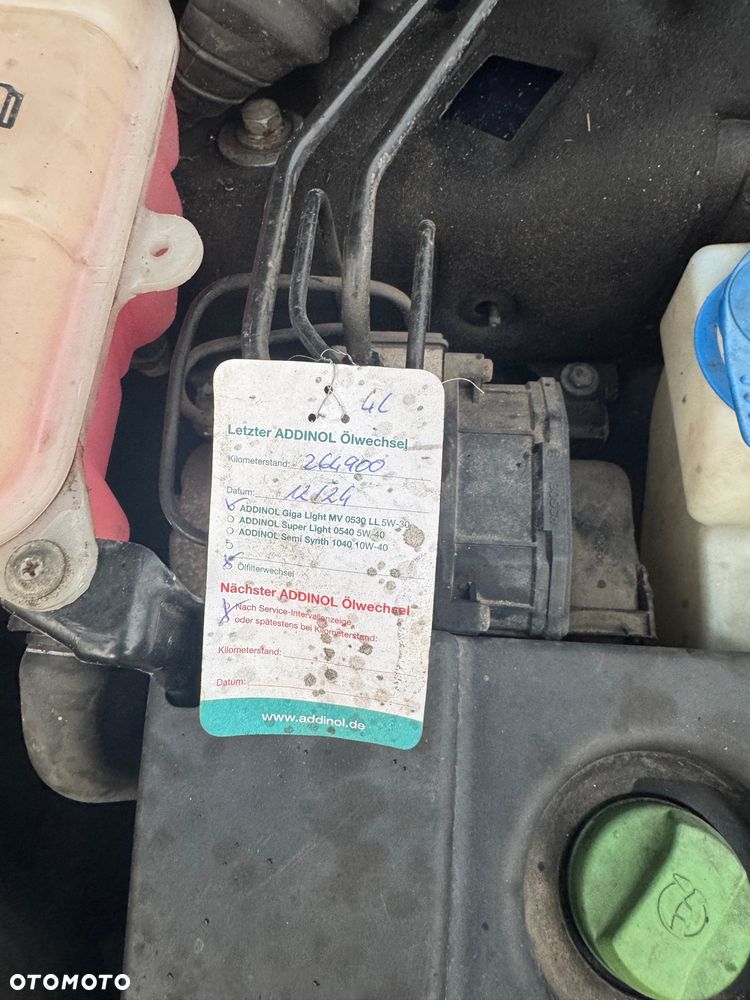 4L
Letzter ADDINOL Ölwechsel
Kilometerstand: 264900
Datum: 12/24
ADDINOL Giga Light MV 0530 LL 5W-30
ADDINOL Super Light 0540 5W-40
ADDINOL Semi Synth 1040 10W-40
Ölfilterwechsel
Nächster ADDINOL Ölwechsel
Nach Service-Intervallanzeige
oder spätestens bei Kilometerstand:
Kilometerstand:
Datum:
www.addinol.de
OTOMOTO